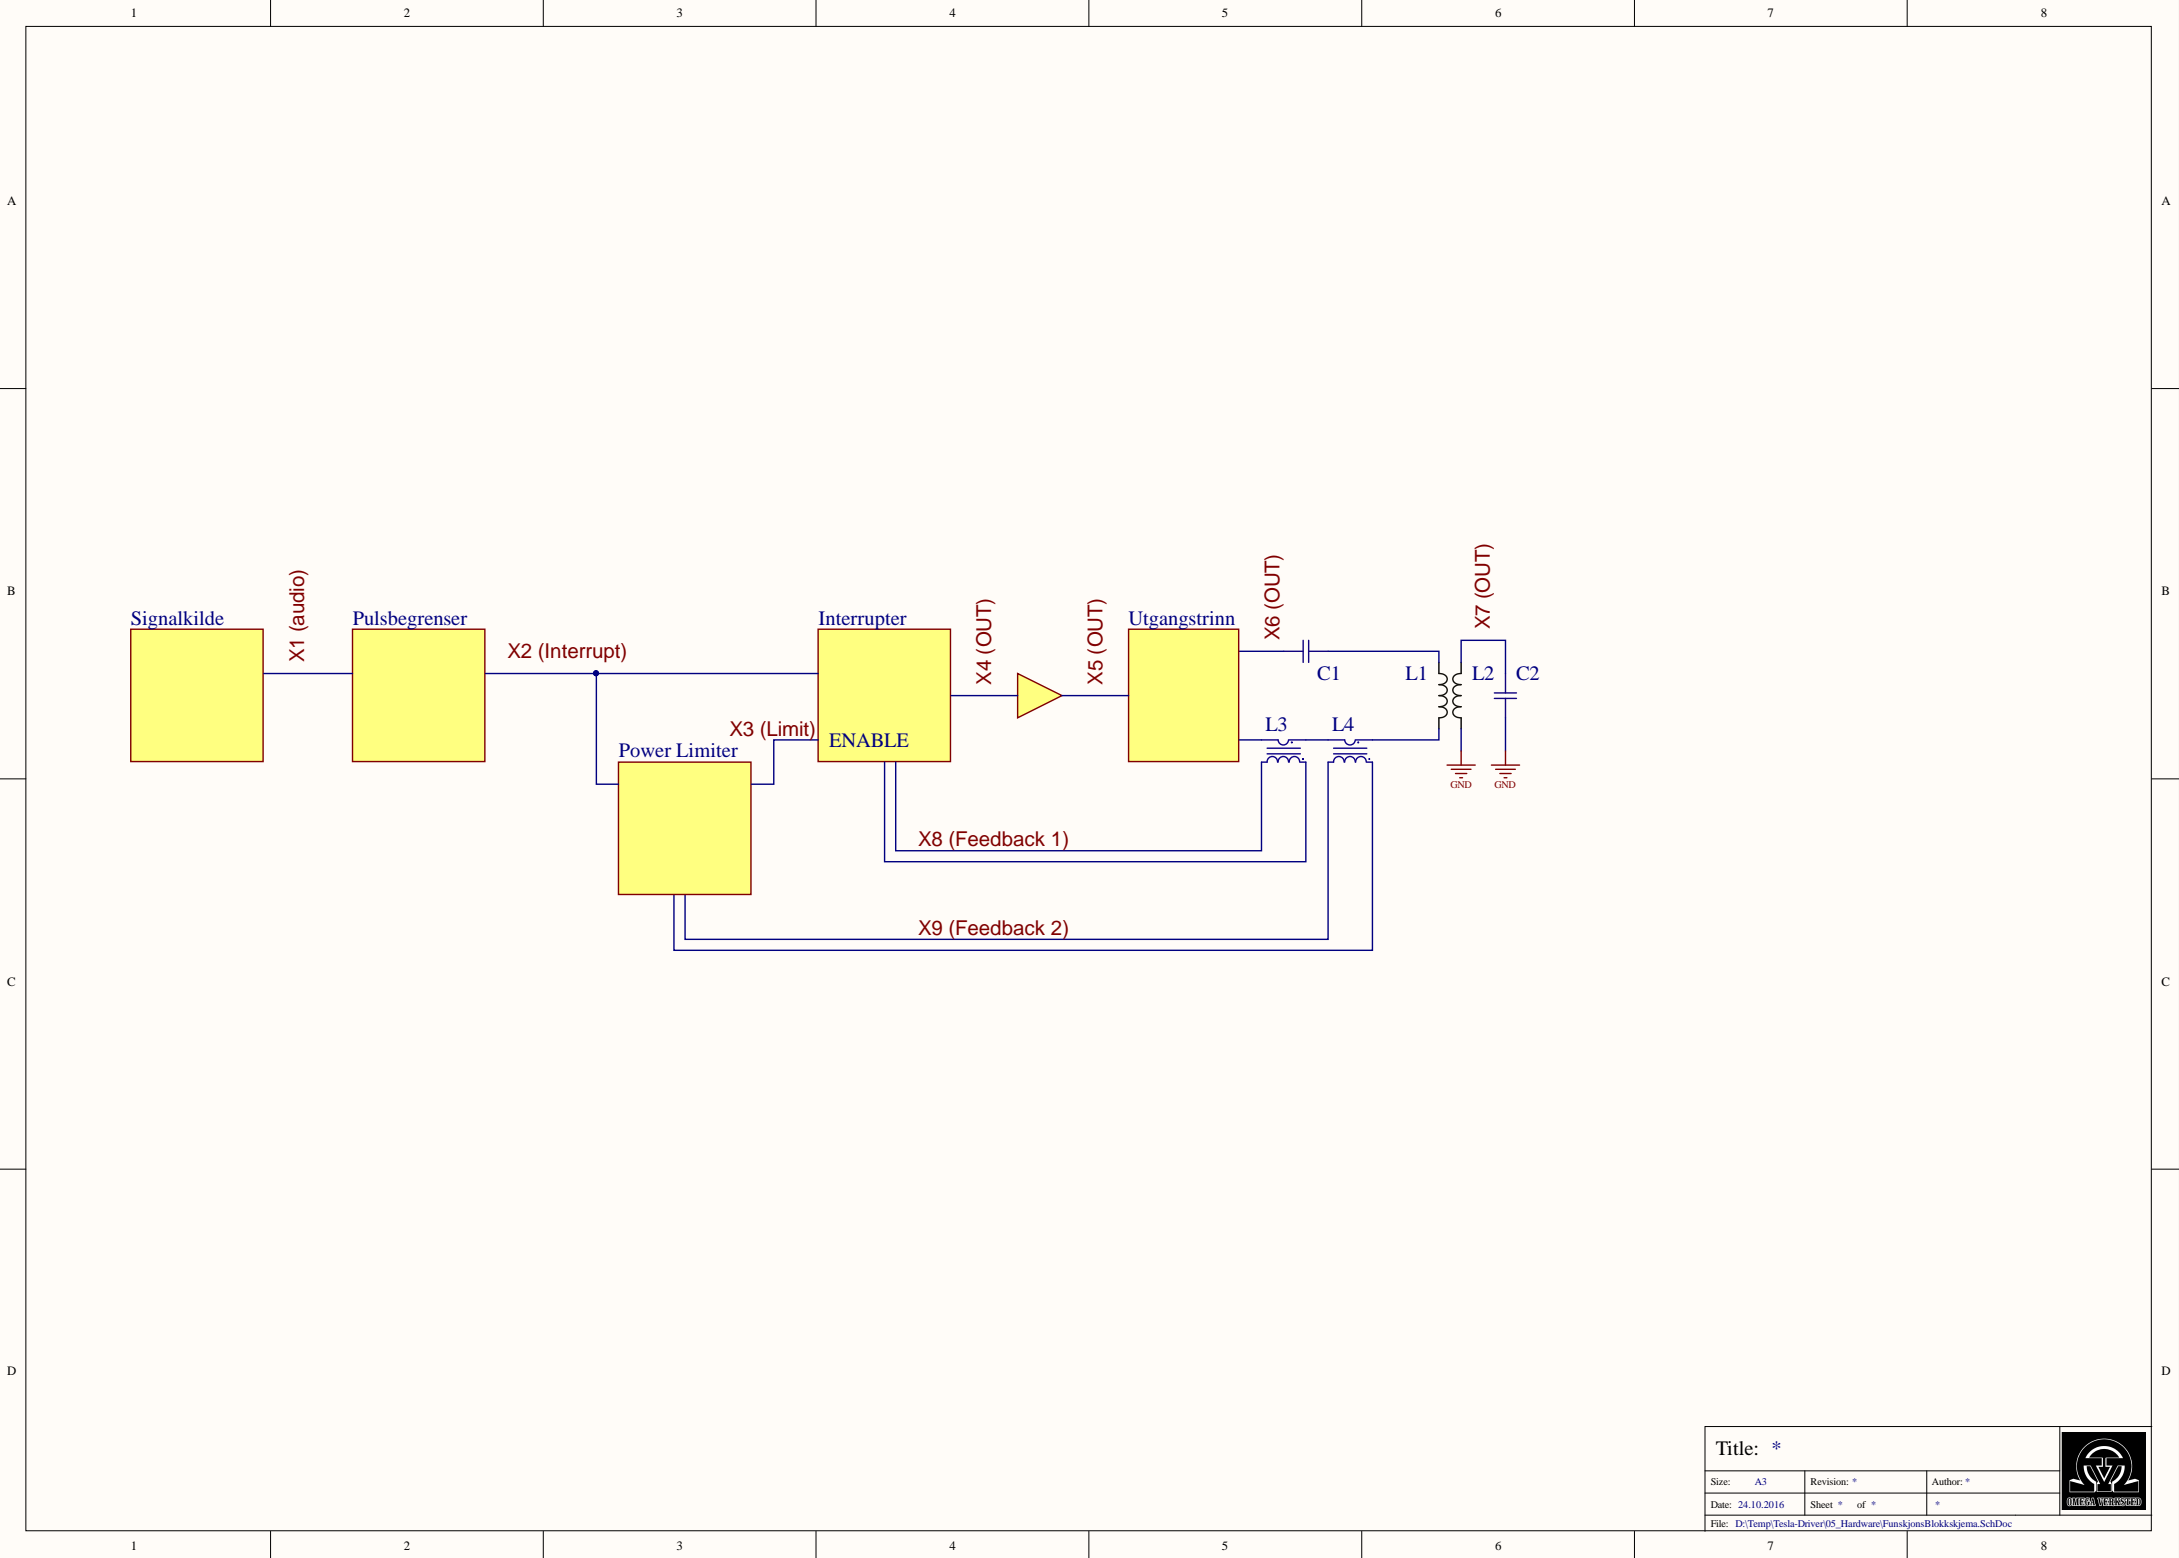 1 2 3 4 5 6 7 8
A A
X7 (OUT)
X6 (OUT)
X1 (audio)
X4 (OUT)
X5 (OUT)
B B
Signalkilde Pulsbegrenser Interrupter Utgangstrinn
X2 (Interrupt)
C1 L1 L2 C2
X3 (Limit)
L3 L4
ENABLE
Power Limiter
GND GND
X8 (Feedback 1)
X9 (Feedback 2)
C C
D D
Title: *
Size: A3 Revision: * Author: *
Date: 24.10.2016 Sheet * of * *
OMEGA VERKSTED
File: D:\Temp\Tesla-Driver\05_Hardware\FunskjonsBlokkskjema.SchDoc
1 2 3 4 5 6 7 8